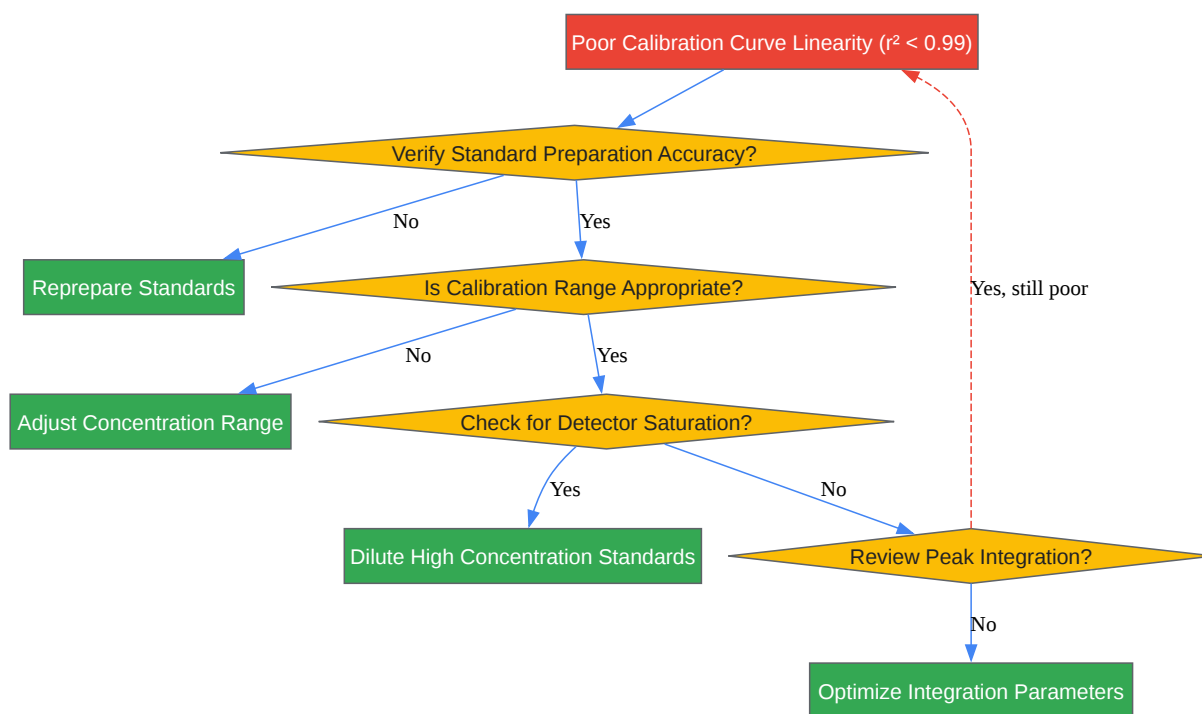 Poor Calibration Curve Linearity (r² < 0.99)
Verify Standard Preparation Accuracy?
No
Yes
Reprepare Standards
Is Calibration Range Appropriate?
Yes, still poor
No
Yes
Adjust Concentration Range
Check for Detector Saturation?
Yes
No
Dilute High Concentration Standards
Review Peak Integration?
No
Optimize Integration Parameters